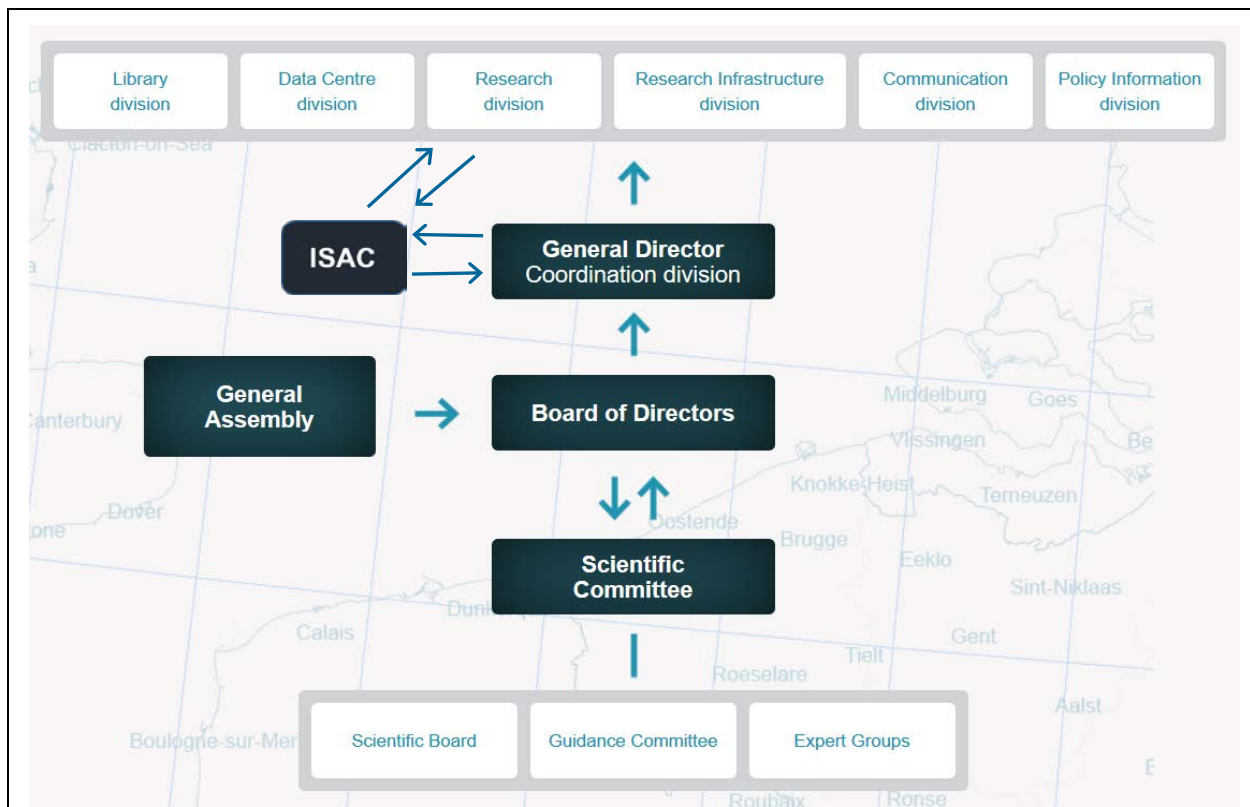 Library
division
Data Centre
division
Research
division
Research Infrastructure
division
Communication
division
Policy Information
division
Clacton-on-Sea
ISAC
General Director
Coordination division
General
Assembly
Board of Directors
Middelburg
Goes
Canterbury
Vlissingen
Be
Knokke-Heist
Terneuzen
Dover
Oostende
Brugge
Eeklo
Scientific
Committee
Sint-Niklaas
Calais
Gent
Tielt
Roeselare
Aalst
Boulogne-sur-Mer
Scientific Board
Guidance Committee
Expert Groups
Roubaix
Ronse